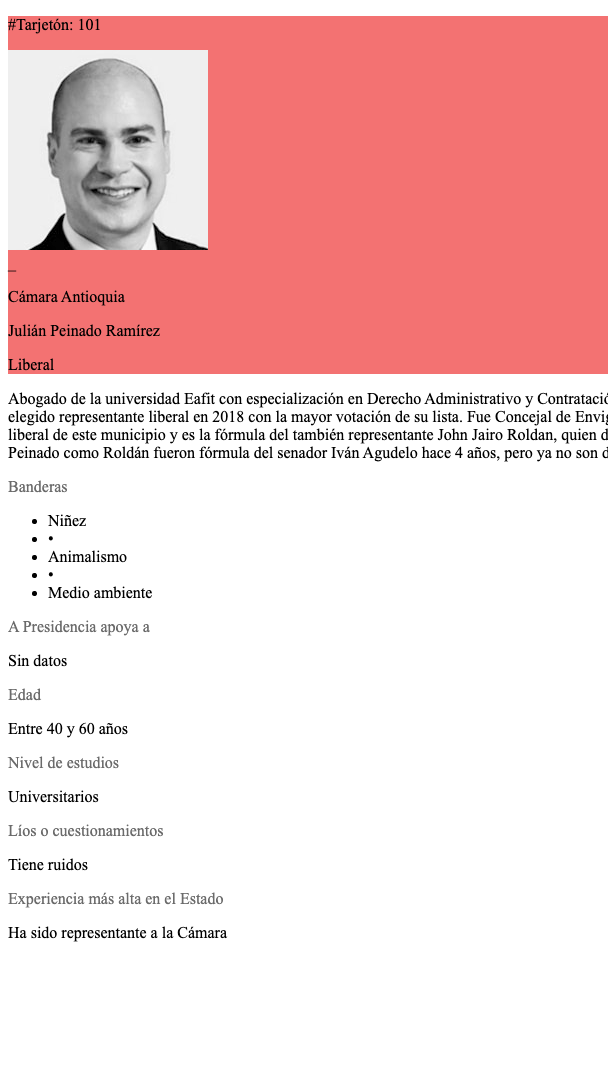 #Tarjetón: 101
_
Cámara Antioquia
Julián Peinado Ramírez
Liberal
Abogado de la universidad Eafit con especialización en Derecho Administrativo y Contratació
elegido representante liberal en 2018 con la mayor votación de su lista. Fue Concejal de Envig
liberal de este municipio y es la fórmula del también representante John Jairo Roldan, quien d
Peinado como Roldán fueron fórmula del senador Iván Agudelo hace 4 años, pero ya no son d
Banderas
• Niñez
• •
• Animalismo
• •
• Medio ambiente
A Presidencia apoya a
Sin datos
Edad
Entre 40 y 60 años
Nivel de estudios
Universitarios
Líos o cuestionamientos
Tiene ruidos
Experiencia más alta en el Estado
Ha sido representante a la Cámara